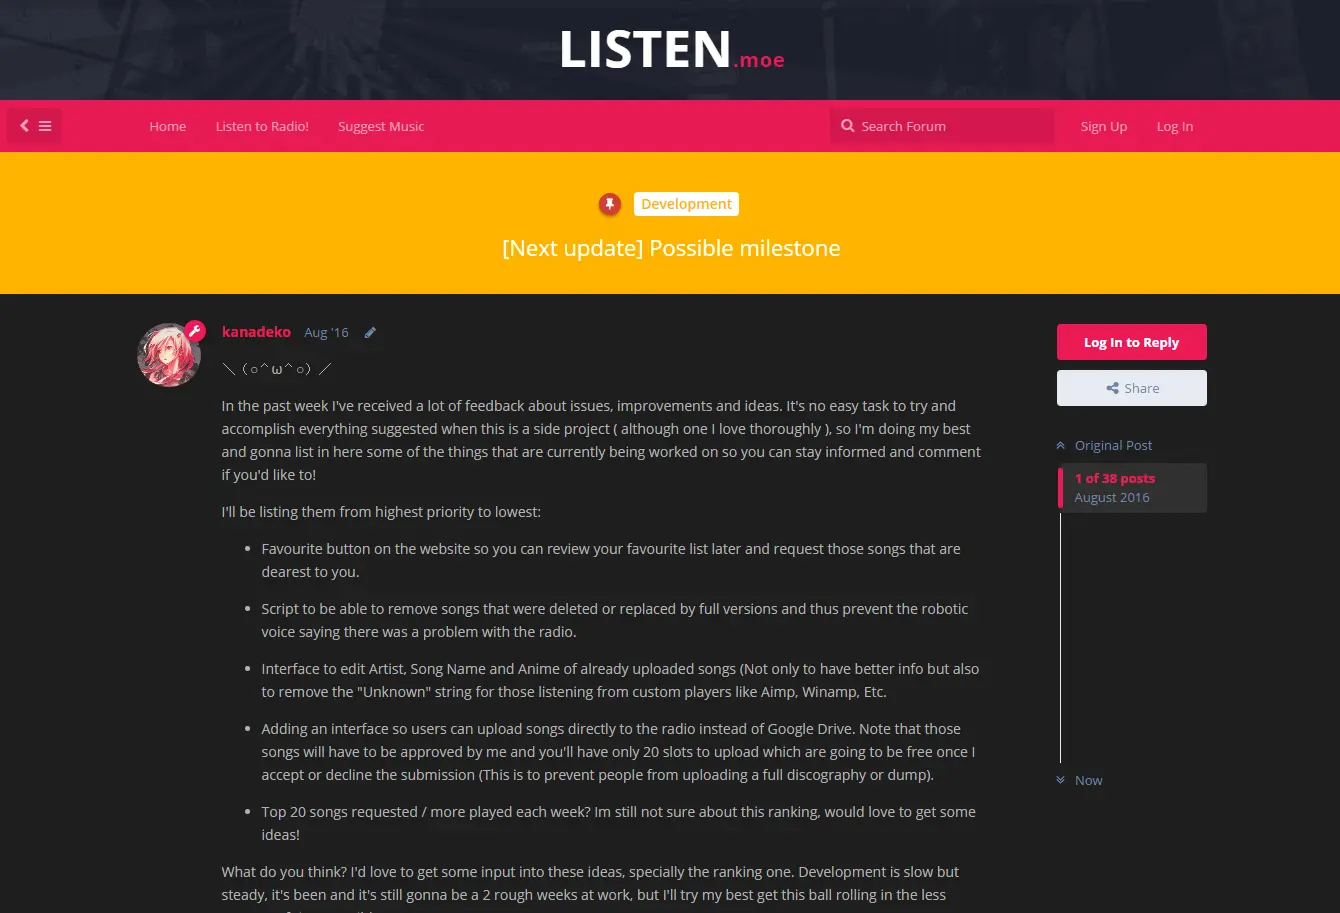 LISTEN.moe
Home Listen to Radio! Suggest Music Search Forum Sign Up Log In
Development
[Next update] Possible milestone
kanadeko Aug '16
＼（○＾ω＾○）／
In the past week I've received a lot of feedback about issues, improvements and ideas. It's no easy task to try and
accomplish everything suggested when this is a side project ( although one I love thoroughly ), so I'm doing my best
and gonna list in here some of the things that are currently being worked on so you can stay informed and comment
if you'd like to!
I'll be listing them from highest priority to lowest:
• Favourite button on the website so you can review your favourite list later and request those songs that are
dearest to you.
• Script to be able to remove songs that were deleted or replaced by full versions and thus prevent the robotic
voice saying there was a problem with the radio.
• Interface to edit Artist, Song Name and Anime of already uploaded songs (Not only to have better info but also
to remove the "Unknown" string for those listening from custom players like Aimp, Winamp, Etc.
• Adding an interface so users can upload songs directly to the radio instead of Google Drive. Note that those
songs will have to be approved by me and you'll have only 20 slots to upload which are going to be free once I
accept or decline the submission (This is to prevent people from uploading a full discography or dump).
• Top 20 songs requested / more played each week? Im still not sure about this ranking, would love to get some
ideas!
What do you think? I'd love to get some input into these ideas, specially the ranking one. Development is slow but
steady, it's been and it's still gonna be a 2 rough weeks at work, but I'll try my best get this ball rolling in the less
Log In to Reply
Share
Original Post
1 of 38 posts
August 2016
Now